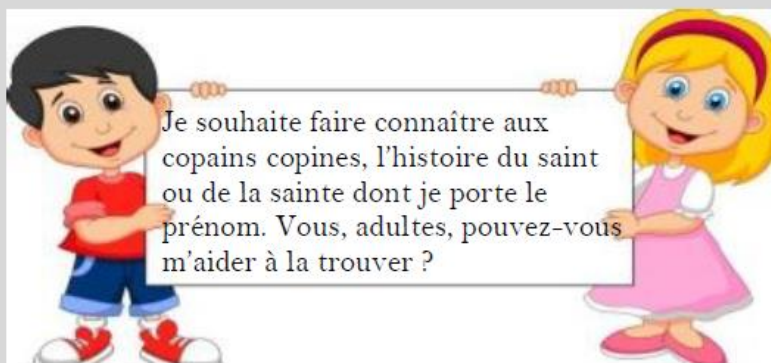 Je souhaite faire connaître aux
copains copines, l'histoire du saint
ou de la sainte dont je porte le
prénom. Vous, adultes, pouvez-vous
m'aider à la trouver ?